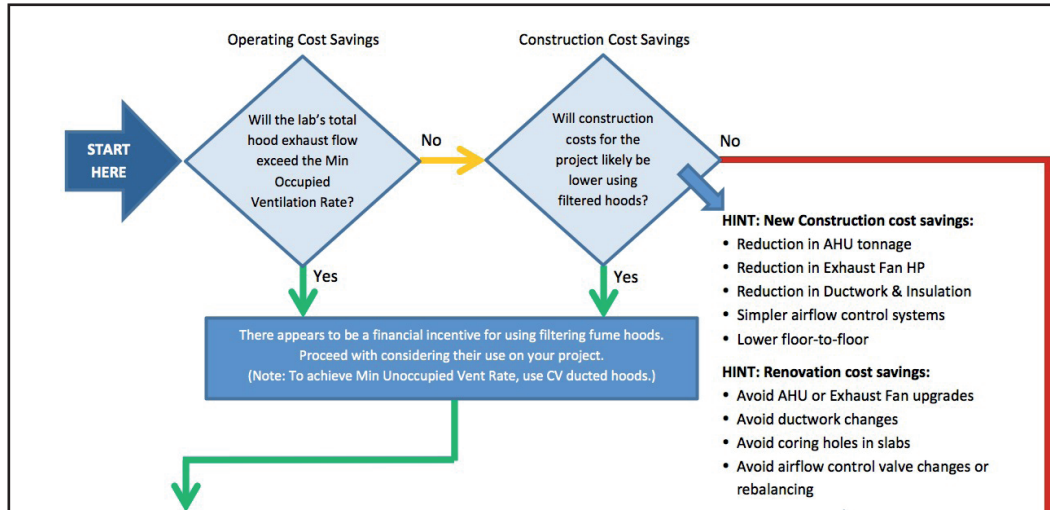 Operating Cost Savings
Construction Cost Savings
START
HERE
Will the lab's total
hood exhaust flow
exceed the Min
Occupied
Ventilation Rate?
No
Will construction
costs for the
project likely be
lower using
filtered hoods?
No
Yes
Yes
There appears to be a financial incentive for using filtering fume hoods.
Proceed with considering their use on your project.
(Note: To achieve Min Unoccupied Vent Rate, use CV ducted hoods.)
HINT: New Construction cost savings:
• Reduction in AHU tonnage
• Reduction in Exhaust Fan HP
• Reduction in Ductwork & Insulation
• Simpler airflow control systems
• Lower floor-to-floor
HINT: Renovation cost savings:
• Avoid AHU or Exhaust Fan upgrades
• Avoid ductwork changes
• Avoid coring holes in slabs
• Avoid airflow control valve changes or
rebalancing